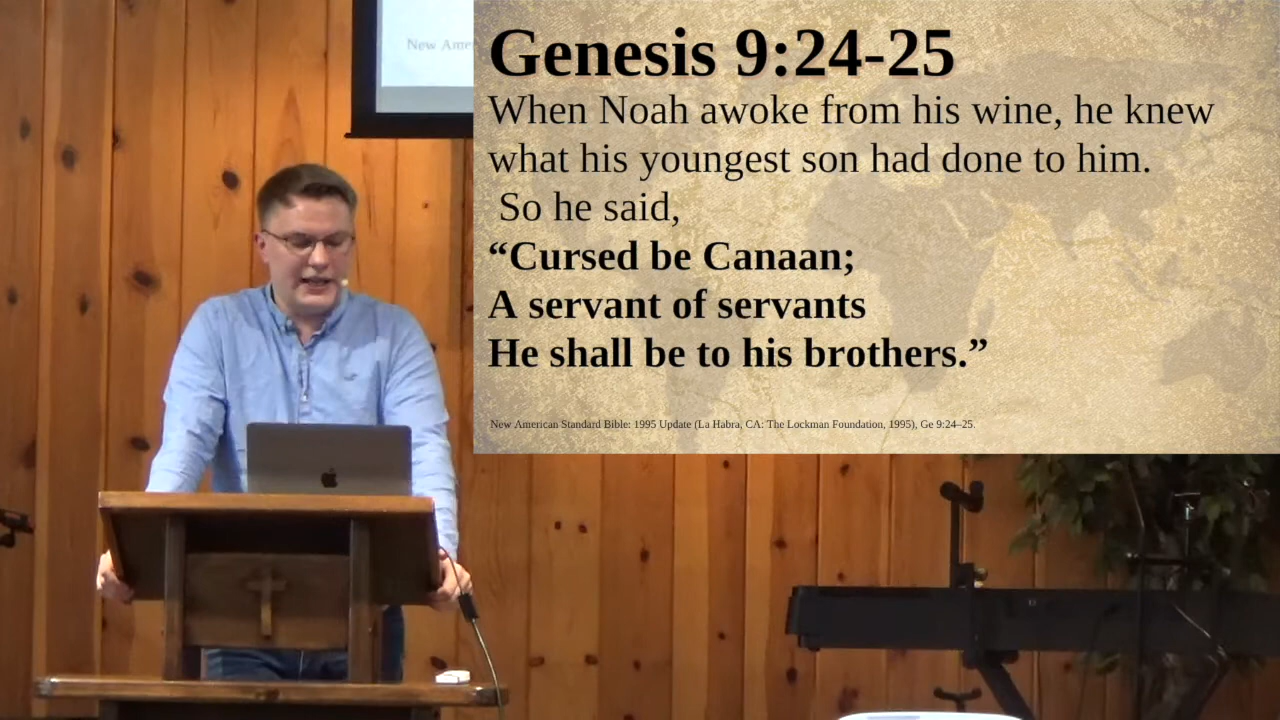 New Ame
Genesis 9:24-25
When Noah awoke from his wine, he knew
what his youngest son had done to him.
So he said,
“Cursed be Canaan;
A servant of servants
He shall be to his brothers.”
New American Standard Bible: 1995 Update (La Habra, CA: The Lockman Foundation, 1995), Ge 9:24–25.